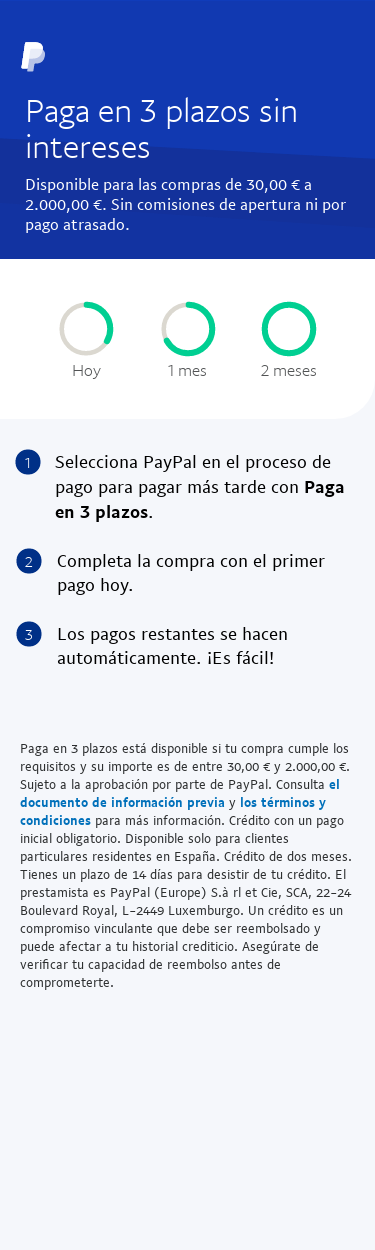 Paga en 3 plazos sin
intereses
Disponible para las compras de 30,00 € a
2.000,00 €. Sin comisiones de apertura ni por
pago atrasado.
Hoy 1 mes 2 meses
1 Selecciona PayPal en el proceso de
pago para pagar más tarde con Paga
en 3 plazos.
2 Completa la compra con el primer
pago hoy.
3 Los pagos restantes se hacen
automáticamente. ¡Es fácil!
Paga en 3 plazos está disponible si tu compra cumple los
requisitos y su importe es de entre 30,00 € y 2.000,00 €.
Sujeto a la aprobación por parte de PayPal. Consulta el
documento de información previa y los términos y
condiciones para más información. Crédito con un pago
inicial obligatorio. Disponible solo para clientes
particulares residentes en España. Crédito de dos meses.
Tienes un plazo de 14 días para desistir de tu crédito. El
prestamista es PayPal (Europe) S.à rl et Cie, SCA, 22-24
Boulevard Royal, L-2449 Luxemburgo. Un crédito es un
compromiso vinculante que debe ser reembolsado y
puede afectar a tu historial crediticio. Asegúrate de
verificar tu capacidad de reembolso antes de
comprometerte.